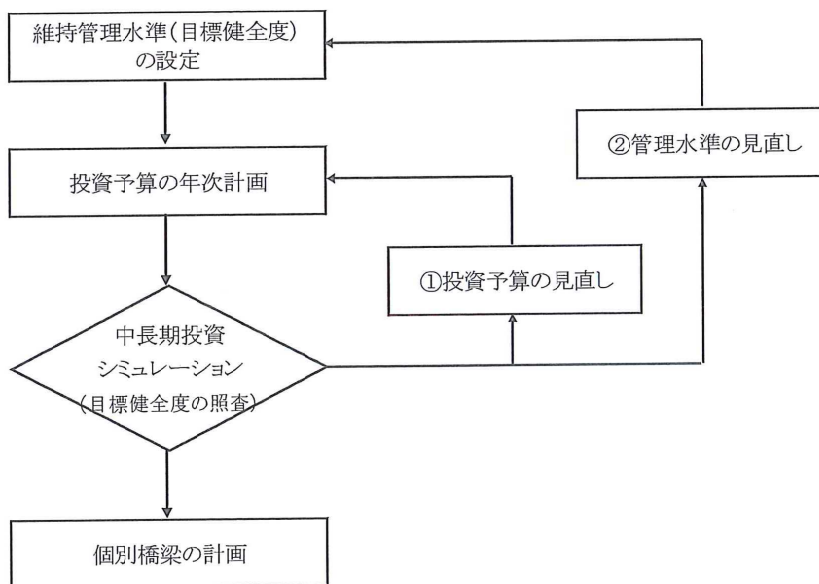 維持管理水準(目標健全度)
の設定
②管理水準の見直し
投資予算の年次計画
①投資予算の見直し
中長期投資
シミュレーション
(目標健全度の照査)
個別橋梁の計画